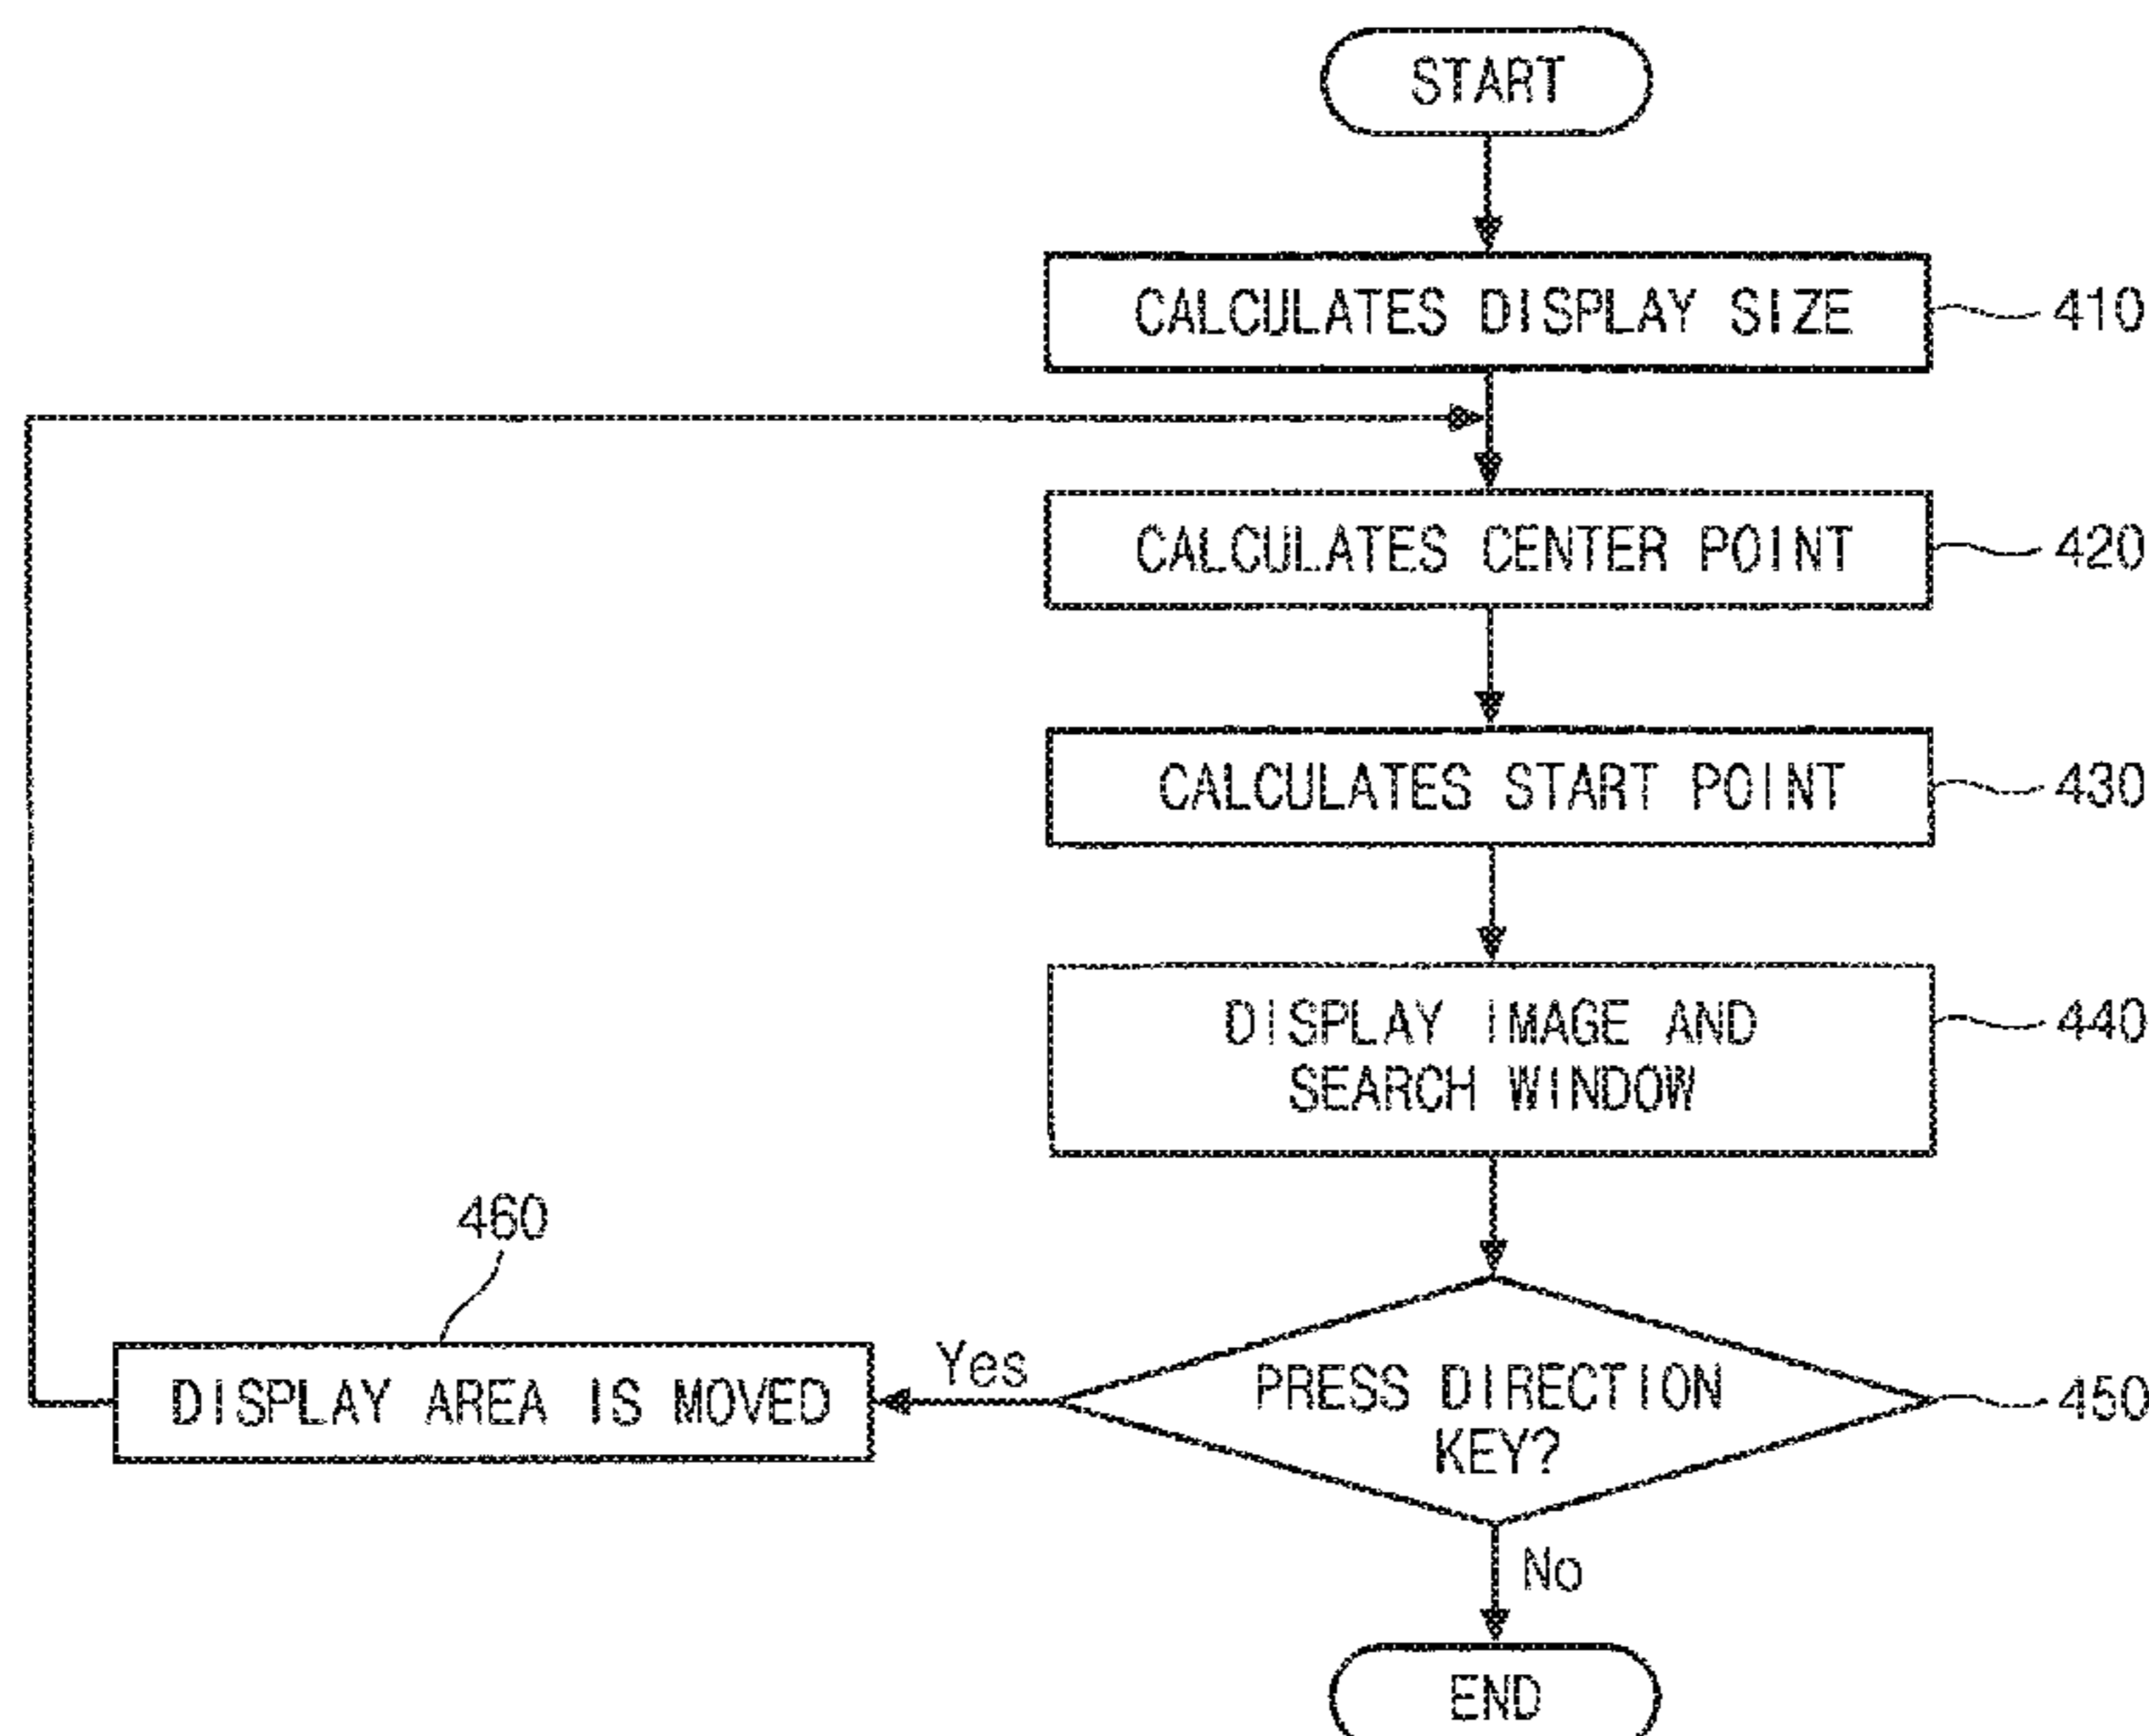 START
CALCULATES DISPLAY SIZE
410
CALCULATES CENTER POINT
420
CALCULATES START POINT
430
DISPLAY IMAGE AND
SEARCH WINDOW
440
460
DISPLAY AREA IS MOVED
Yes
PRESS DIRECTION
KEY?
450
No
END